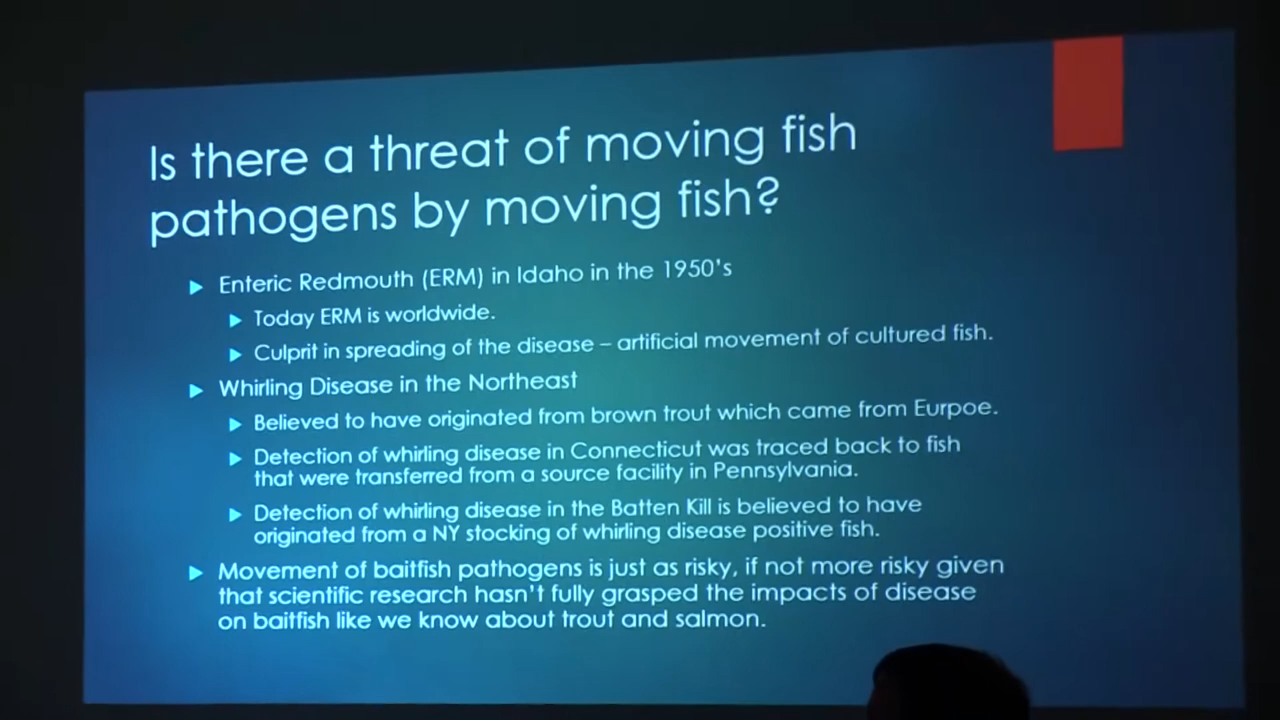 Is there a threat of moving fish
pathogens by moving fish?
Enteric Redmouth (ERM) in Idaho in the 1950's
Today ERM is worldwide.
Culprit in spreading of the disease – artificial movement of cultured fish.
Whirling Disease in the Northeast
Believed to have originated from brown trout which came from Eurpoe.
Detection of whirling disease in Connecticut was traced back to fish
that were transferred from a source facility in Pennsylvania.
Detection of whirling disease in the Batten Kill is believed to have
originated from a NY stocking of whirling disease positive fish.
Movement of baitfish pathogens is just as risky, if not more risky given
that scientific research hasn't fully grasped the impacts of disease
on baitfish like we know about trout and salmon.